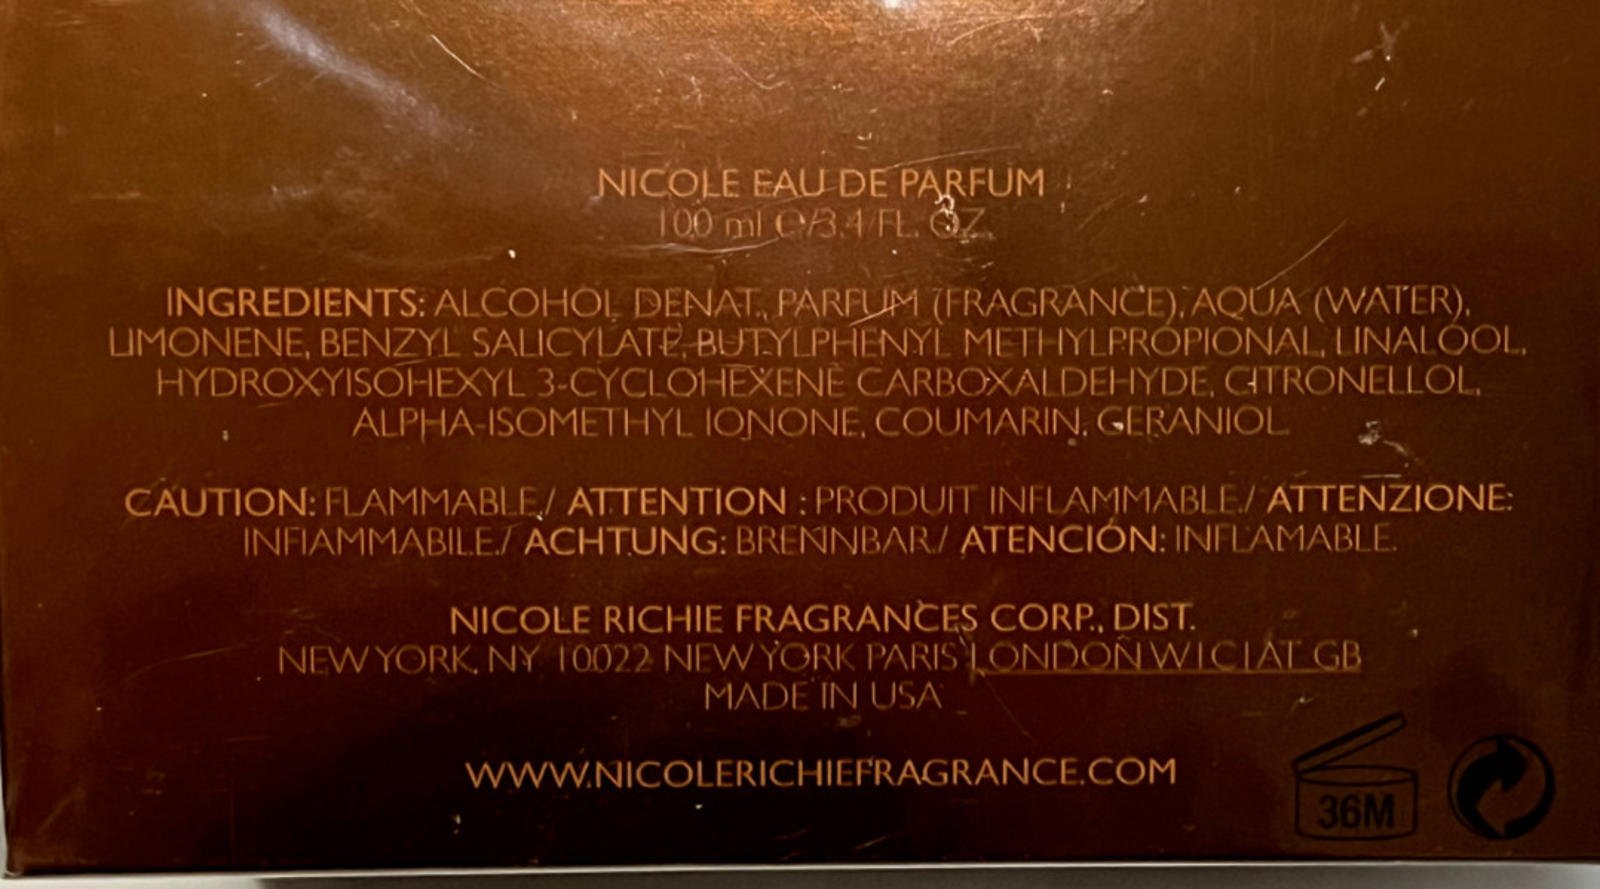 NICOLE EAU DE PARFUM
100 ml ℮/3.4 FL. OZ.
INGREDIENTS: ALCOHOL DENAT., PARFUM (FRAGRANCE), AQUA (WATER),
LIMONENE, BENZYL SALICYLATE, BUTYLPHENYL METHYLPROPIONAL, LINALOOL,
HYDROXYISOHEXYL 3-CYCLOHEXENE CARBOXALDEHYDE, CITRONELLOL,
ALPHA-ISOMETHYL IONONE, COUMARIN, GERANIOL.
CAUTION: FLAMMABLE./ ATTENTION : PRODUIT INFLAMMABLE./ ATTENZIONE:
INFIAMMABILE./ ACHTUNG: BRENNBAR./ ATENCIÓN: INFLAMABLE.
NICOLE RICHIE FRAGRANCES CORP., DIST.
NEW YORK, NY 10022 NEW YORK PARIS LONDON W1C1AT GB
MADE IN USA
WWW.NICOLERICHIEFRAGRANCE.COM
36M